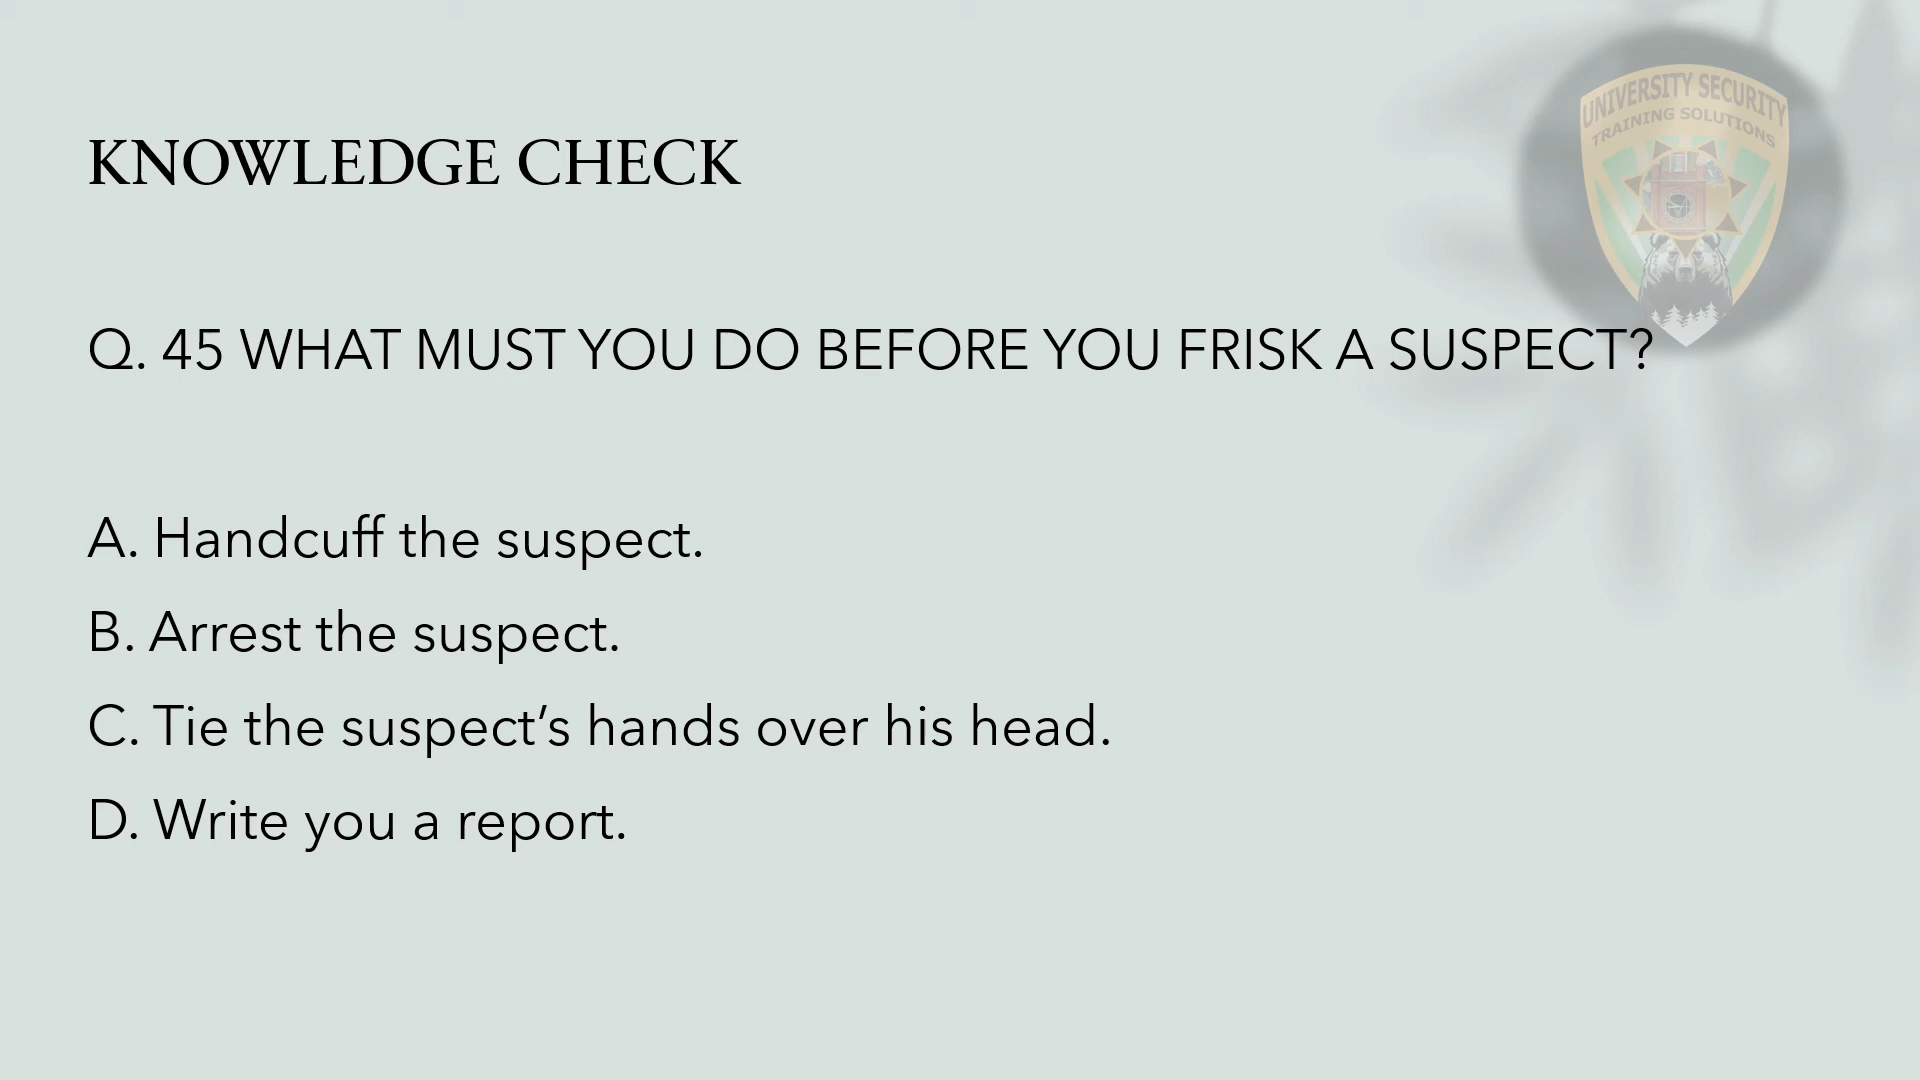 UNIVERSITY SECURITY
TRAINING SOLUTIONS
KNOWLEDGE CHECK
Q. 45 WHAT MUST YOU DO BEFORE YOU FRISK A SUSPECT?
A. Handcuff the suspect.
B. Arrest the suspect.
C. Tie the suspect’s hands over his head.
D. Write you a report.